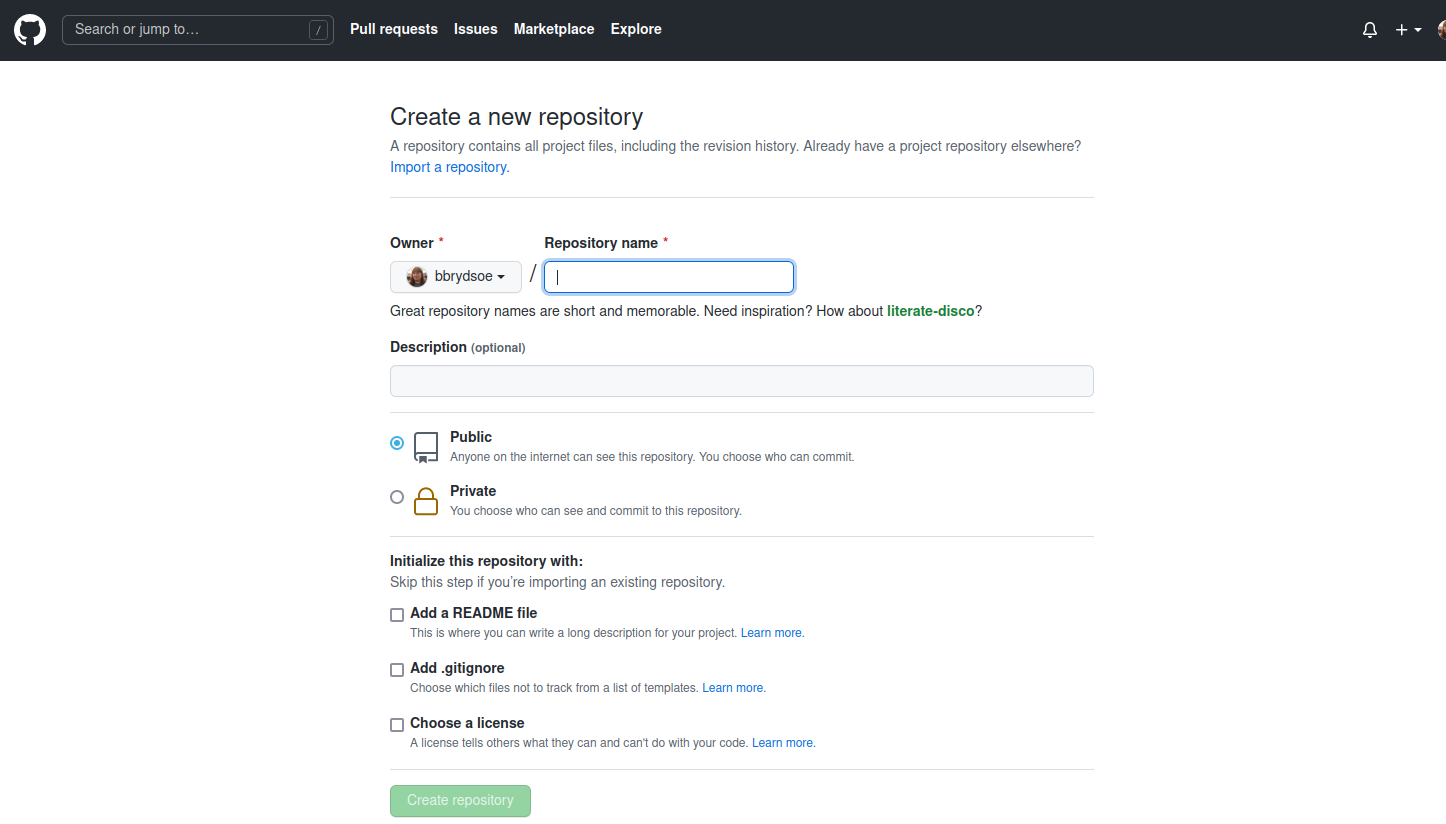 Search or jump to…
/
Pull requests
Issues
Marketplace
Explore
Create a new repository
A repository contains all project files, including the revision history. Already have a project repository elsewhere?
Import a repository.
Owner *
Repository name *
bbrydsoe
/
Great repository names are short and memorable. Need inspiration? How about literate-disco?
Description (optional)
Public
Anyone on the internet can see this repository. You choose who can commit.
Private
You choose who can see and commit to this repository.
Initialize this repository with:
Skip this step if you’re importing an existing repository.
Add a README file
This is where you can write a long description for your project. Learn more.
Add .gitignore
Choose which files not to track from a list of templates. Learn more.
Choose a license
A license tells others what they can and can't do with your code. Learn more.
Create repository